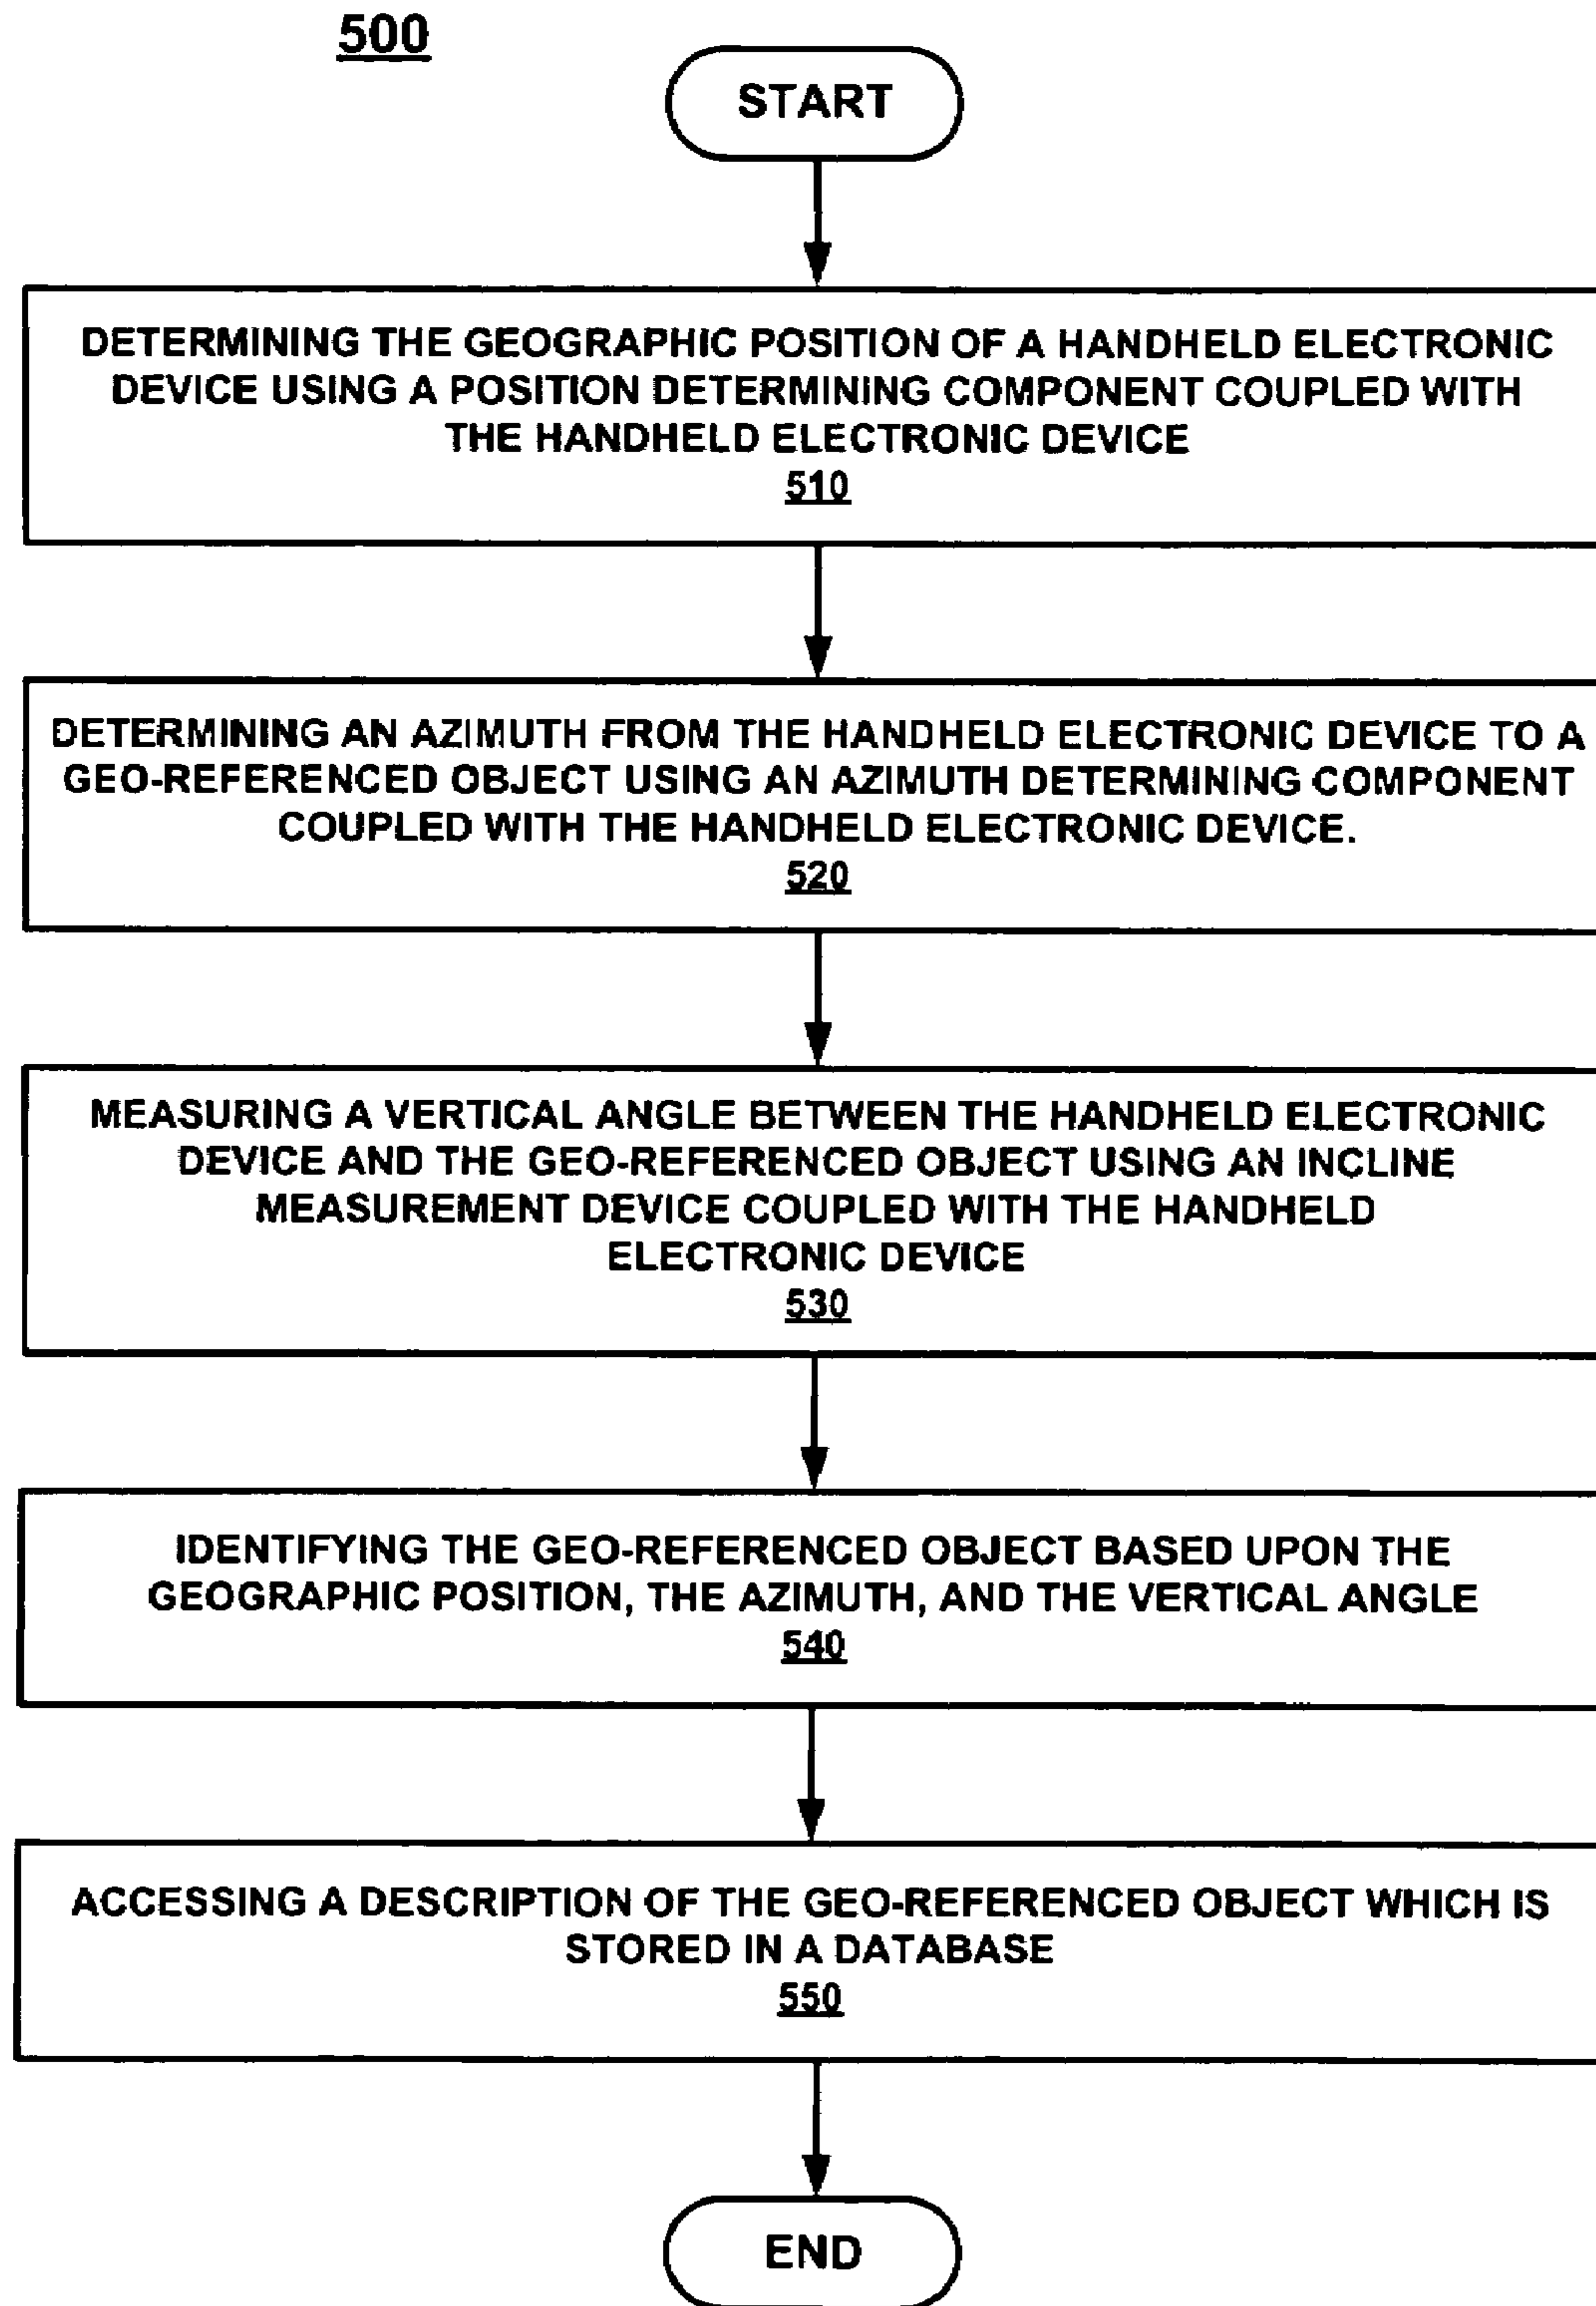 500
START
DETERMINING THE GEOGRAPHIC POSITION OF A HANDHELD ELECTRONIC
DEVICE USING A POSITION DETERMINING COMPONENT COUPLED WITH
THE HANDHELD ELECTRONIC DEVICE
510
DETERMINING AN AZIMUTH FROM THE HANDHELD ELECTRONIC DEVICE TO A
GEO-REFERENCED OBJECT USING AN AZIMUTH DETERMINING COMPONENT
COUPLED WITH THE HANDHELD ELECTRONIC DEVICE.
520
MEASURING A VERTICAL ANGLE BETWEEN THE HANDHELD ELECTRONIC
DEVICE AND THE GEO-REFERENCED OBJECT USING AN INCLINE
MEASUREMENT DEVICE COUPLED WITH THE HANDHELD
ELECTRONIC DEVICE
530
IDENTIFYING THE GEO-REFERENCED OBJECT BASED UPON THE
GEOGRAPHIC POSITION, THE AZIMUTH, AND THE VERTICAL ANGLE
540
ACCESSING A DESCRIPTION OF THE GEO-REFERENCED OBJECT WHICH IS
STORED IN A DATABASE
550
END